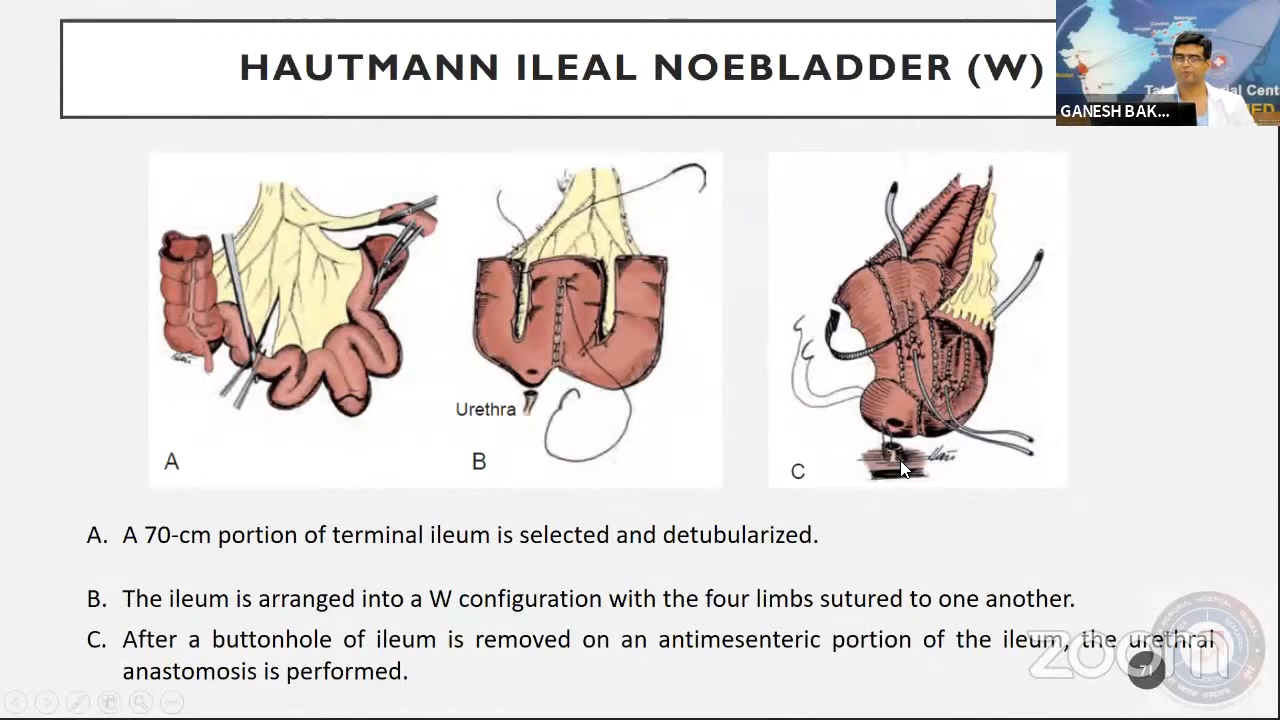 HAUTMANN ILEAL NOEBLADDER (W)
GANESH BAK...
Urethra
A
B
C
A. A 70-cm portion of terminal ileum is selected and detubularized.
B. The ileum is arranged into a W configuration with the four limbs sutured to one another.
C. After a buttonhole of ileum is removed on an antimesenteric portion of the ileum, the urethral
anastomosis is performed.
zoom
71